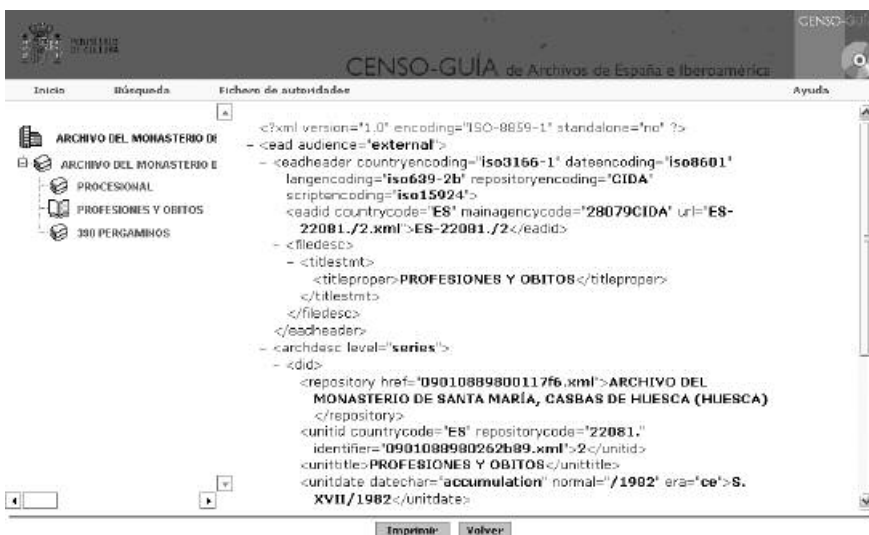 CENSO-GUÍA
MINISTERIO
DE CULTURA
CENSO-GUÍA de Archivos de España e Iberoamérica
Inicio Búsqueda Fichero de autoridades Ayuda
ARCHIVO DEL MONASTERIO DE
ARCHIVO DEL MONASTERIO D
PROCESIONAL
PROFESIONES Y OBITOS
390 PERGAMINOS
<?xml version="1.0" encoding="ISO-8859-1" standalone="no" ?>
- <ead audience="external">
- <eadheader countryencoding="iso3166-1" dateencoding="iso8601"
langencoding="iso639-2b" repositoryencoding="CIDA"
scriptencoding="iso15924">
<eadid countrycode="ES" mainagencycode="28079CIDA" url="ES-
22081./2.xml">ES-22081./2</eadid>
- <filedesc>
- <titlestmt>
<titleproper>PROFESIONES Y OBITOS</titleproper>
</titlestmt>
</filedesc>
</eadheader>
- <archdesc level="series">
- <did>
<repository href="09010889800117f6.xml">ARCHIVO DEL
MONASTERIO DE SANTA MARÍA, CASBAS DE HUESCA (HUESCA)
</repository>
<unitid countrycode="ES" repositorycode="22081."
identifier="0901088980262b89.xml">2</unitid>
<unittitle>PROFESIONES Y OBITOS</unittitle>
<unitdate datechar="accumulation" normal="/1982" era="ce">S.
XVII/1982</unitdate>
Imprimir Volver